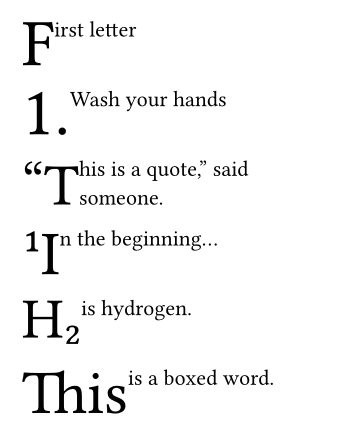 First letter
1. Wash your hands
“This is a quote,” said
someone.
¹In the beginning…
H₂ is hydrogen.
This is a boxed word.